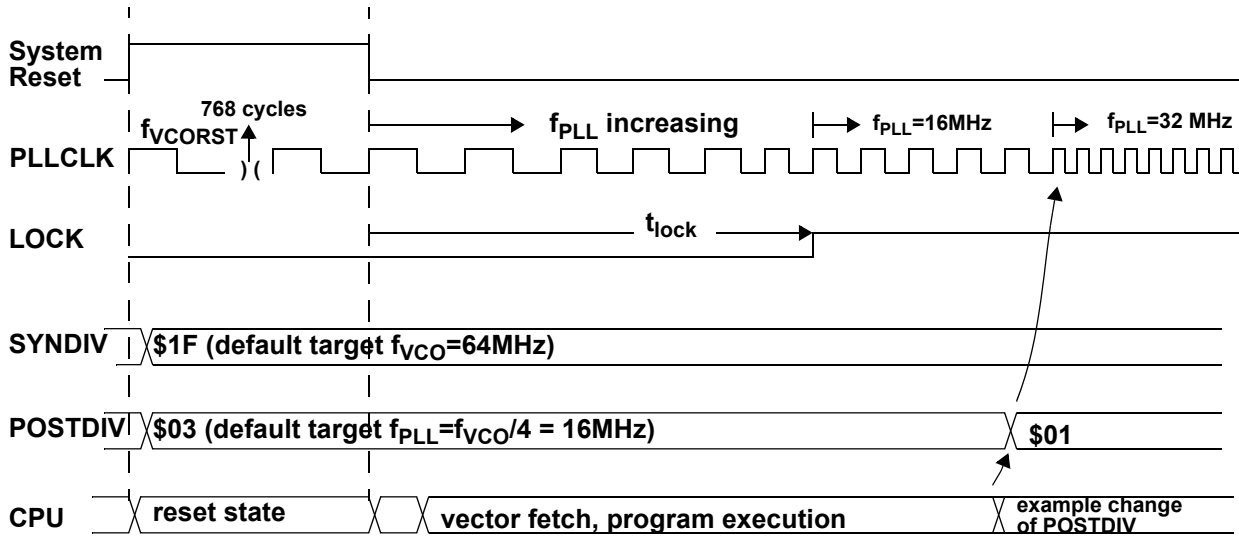 System
Reset
768 cycles
fVCORST
fPLL increasing
fPLL=16MHz
fPLL=32 MHz
PLLCLK
) (
tlock
LOCK
SYNDIV
$1F (default target fVCO=64MHz)
POSTDIV
$03 (default target fPLL=fVCO/4 = 16MHz)
$01
CPU
reset state
vector fetch, program execution
example change
of POSTDIV